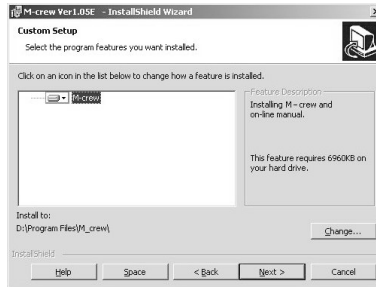 M-crew Ver1.05E - InstallShield Wizard
Custom Setup
Select the program features you want installed.
Click on an icon in the list below to change how a feature is installed.
M-crew
Feature Description
Installing M-crew and
on-line manual.
This feature requires 6960KB on
your hard drive.
Install to:
D:\Program Files\M_crew\
Change...
InstallShield
Help
Space
< Back
Next >
Cancel